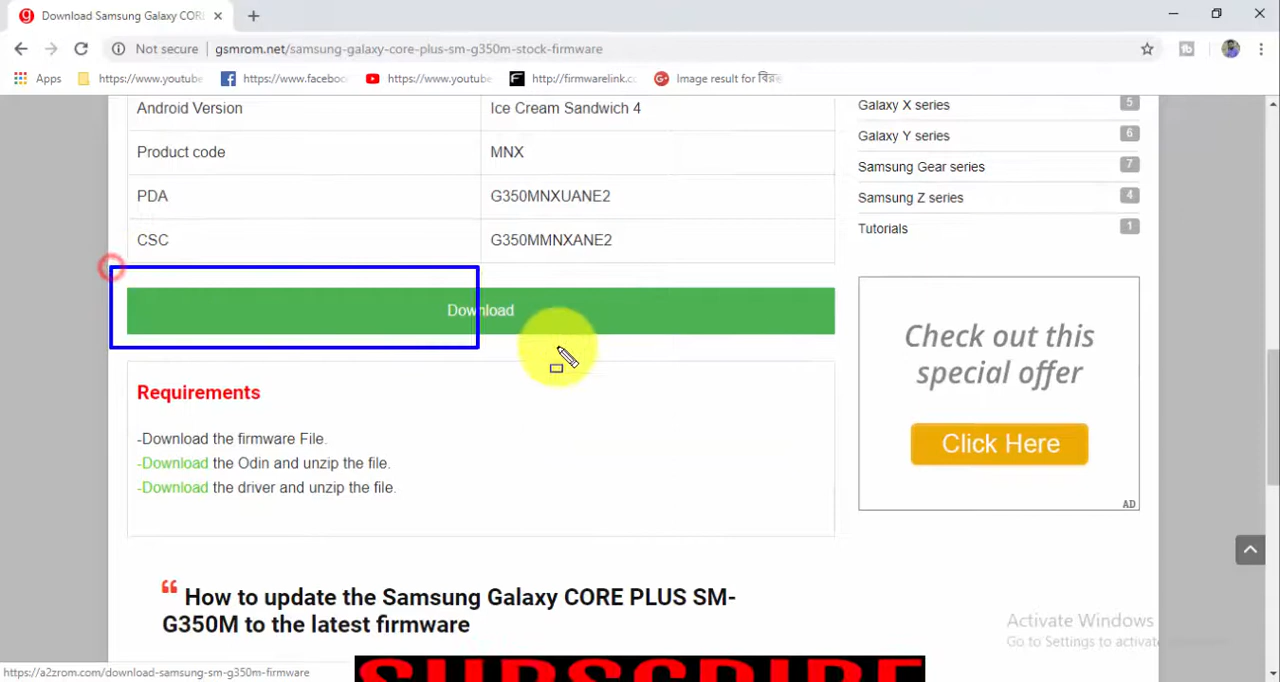 Download Samsung Galaxy COR
Not secure | gsmrom.net/samsung-galaxy-core-plus-sm-g350m-stock-firmware
Apps https://www.youtube https://www.facebo https://www.youtube http://firmwarelink.c Image result for
Android Version Ice Cream Sandwich 4
Product code MNX
PDA G350MNXUANE2
CSC G350MMNXANE2
Download
Requirements
-Download the firmware File.
-Download the Odin and unzip the file.
-Download the driver and unzip the file.
“ How to update the Samsung Galaxy CORE PLUS SM-
G350M to the latest firmware
Galaxy X series 5
Galaxy Y series 6
Samsung Gear series 7
Samsung Z series 4
Tutorials 1
Check out this
special offer
Click Here
AD
Activate Windows
Go to Settings to activat
https://a2zrom.com/download-samsung-sm-g350m-firmware
SUBSCRIBE